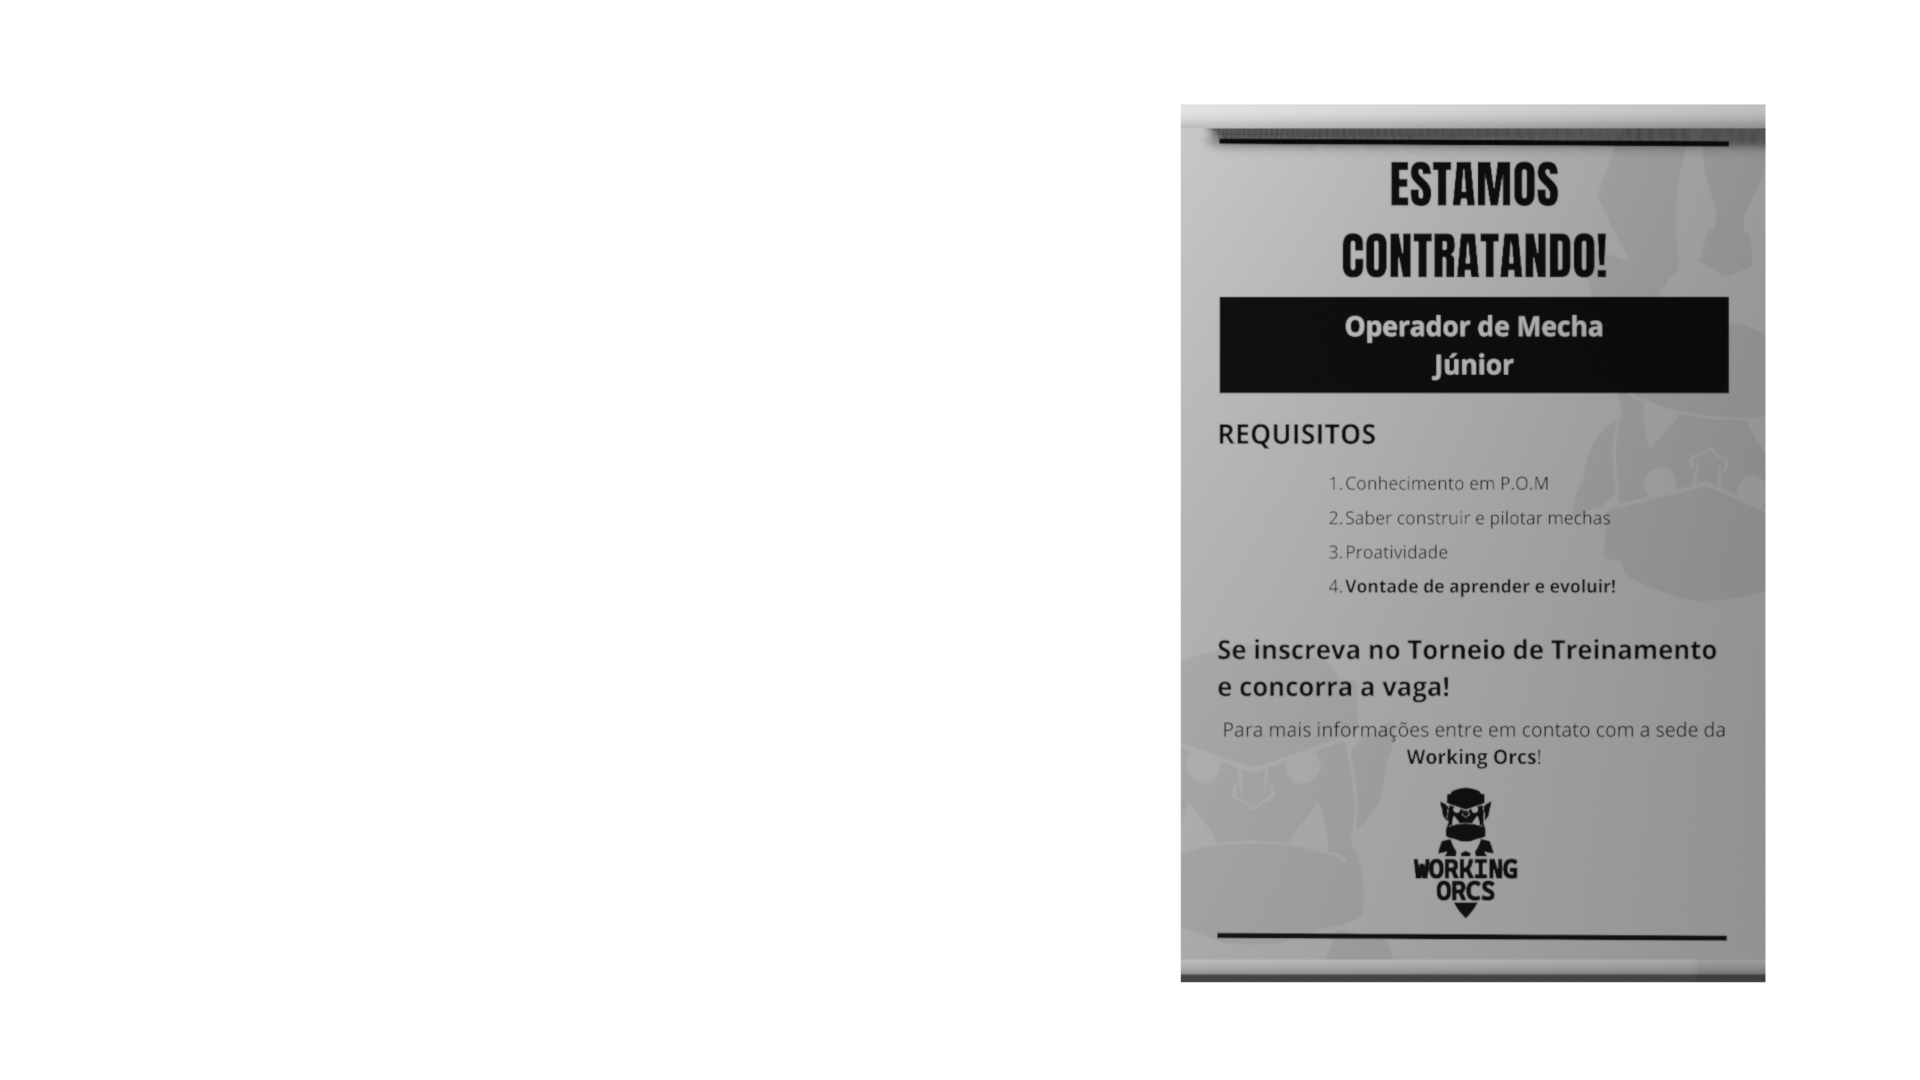 ESTAMOS
CONTRATANDO!
Operador de Mecha
Júnior
REQUISITOS
1. Conhecimento em P.O.M
2. Saber construir e pilotar mechas
3. Proatividade
4. Vontade de aprender e evoluir!
Se inscreva no Torneio de Treinamento
e concorra a vaga!
Para mais informações entre em contato com a sede da
Working Orcs!
WORKING
ORCS